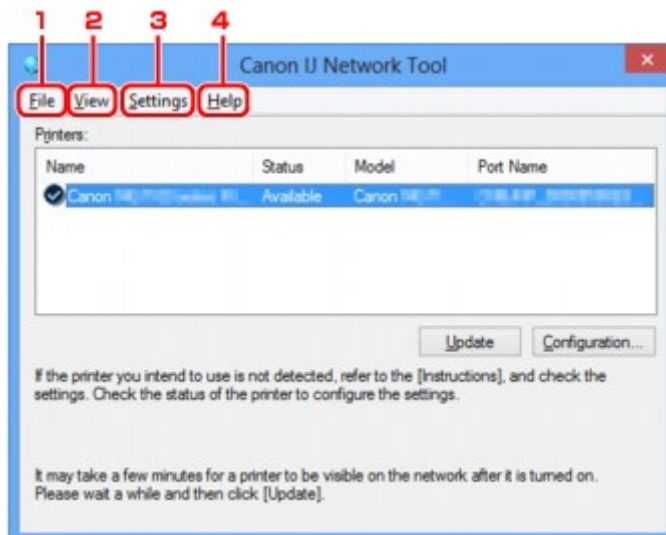 1 2 3 4
Canon IJ Network Tool
File View Settings Help
Printers:
Name Status Model Port Name
Canon Available Canon
Update Configuration...
If the printer you intend to use is not detected, refer to the [Instructions], and check the
settings. Check the status of the printer to configure the settings.
It may take a few minutes for a printer to be visible on the network after it is turned on.
Please wait a while and then click [Update].